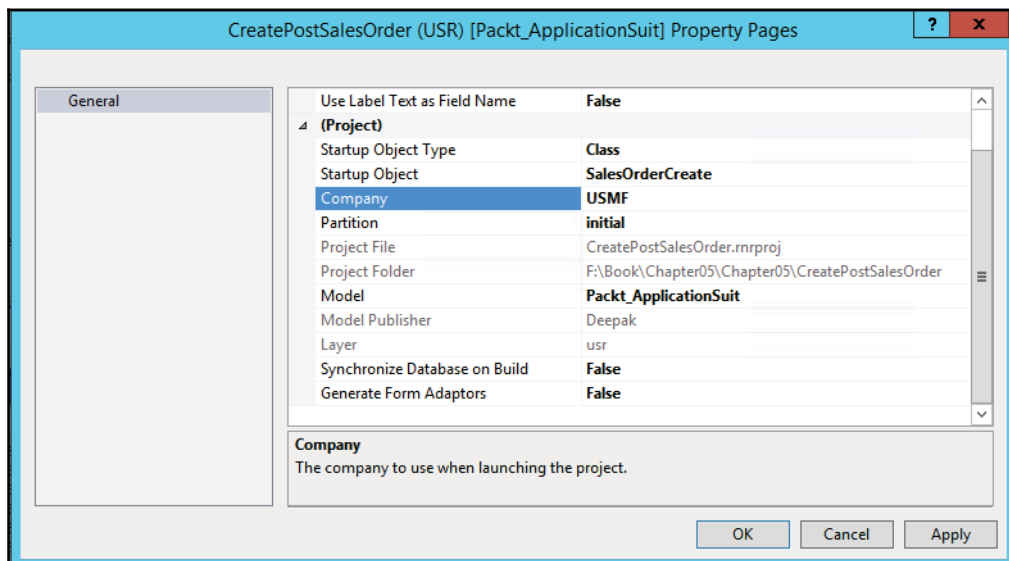 CreatePostSalesOrder (USR) [Packt_ApplicationSuit] Property Pages ? x
General
Use Label Text as Field Name False
(Project)
Startup Object Type Class
Startup Object SalesOrderCreate
Company USMF
Partition initial
Project File CreatePostSalesOrder.rnrproj
Project Folder F:\Book\Chapter05\Chapter05\CreatePostSalesOrder
Model Packt_ApplicationSuit
Model Publisher Deepak
Layer usr
Synchronize Database on Build False
Generate Form Adaptors False
Company
The company to use when launching the project.
OK Cancel Apply